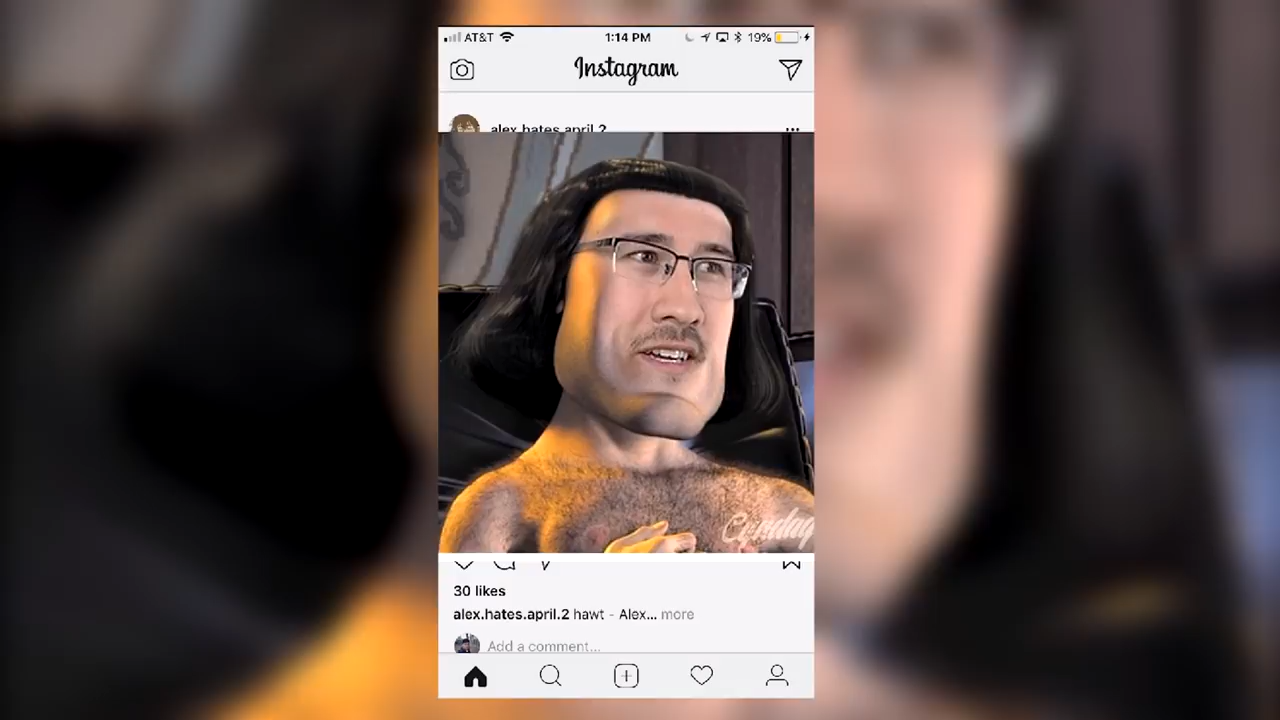 AT&T 1:14 PM 19%
Instagram
alex.hates.april.2
30 likes
alex.hates.april.2 hawt - Alex... more
Add a comment...